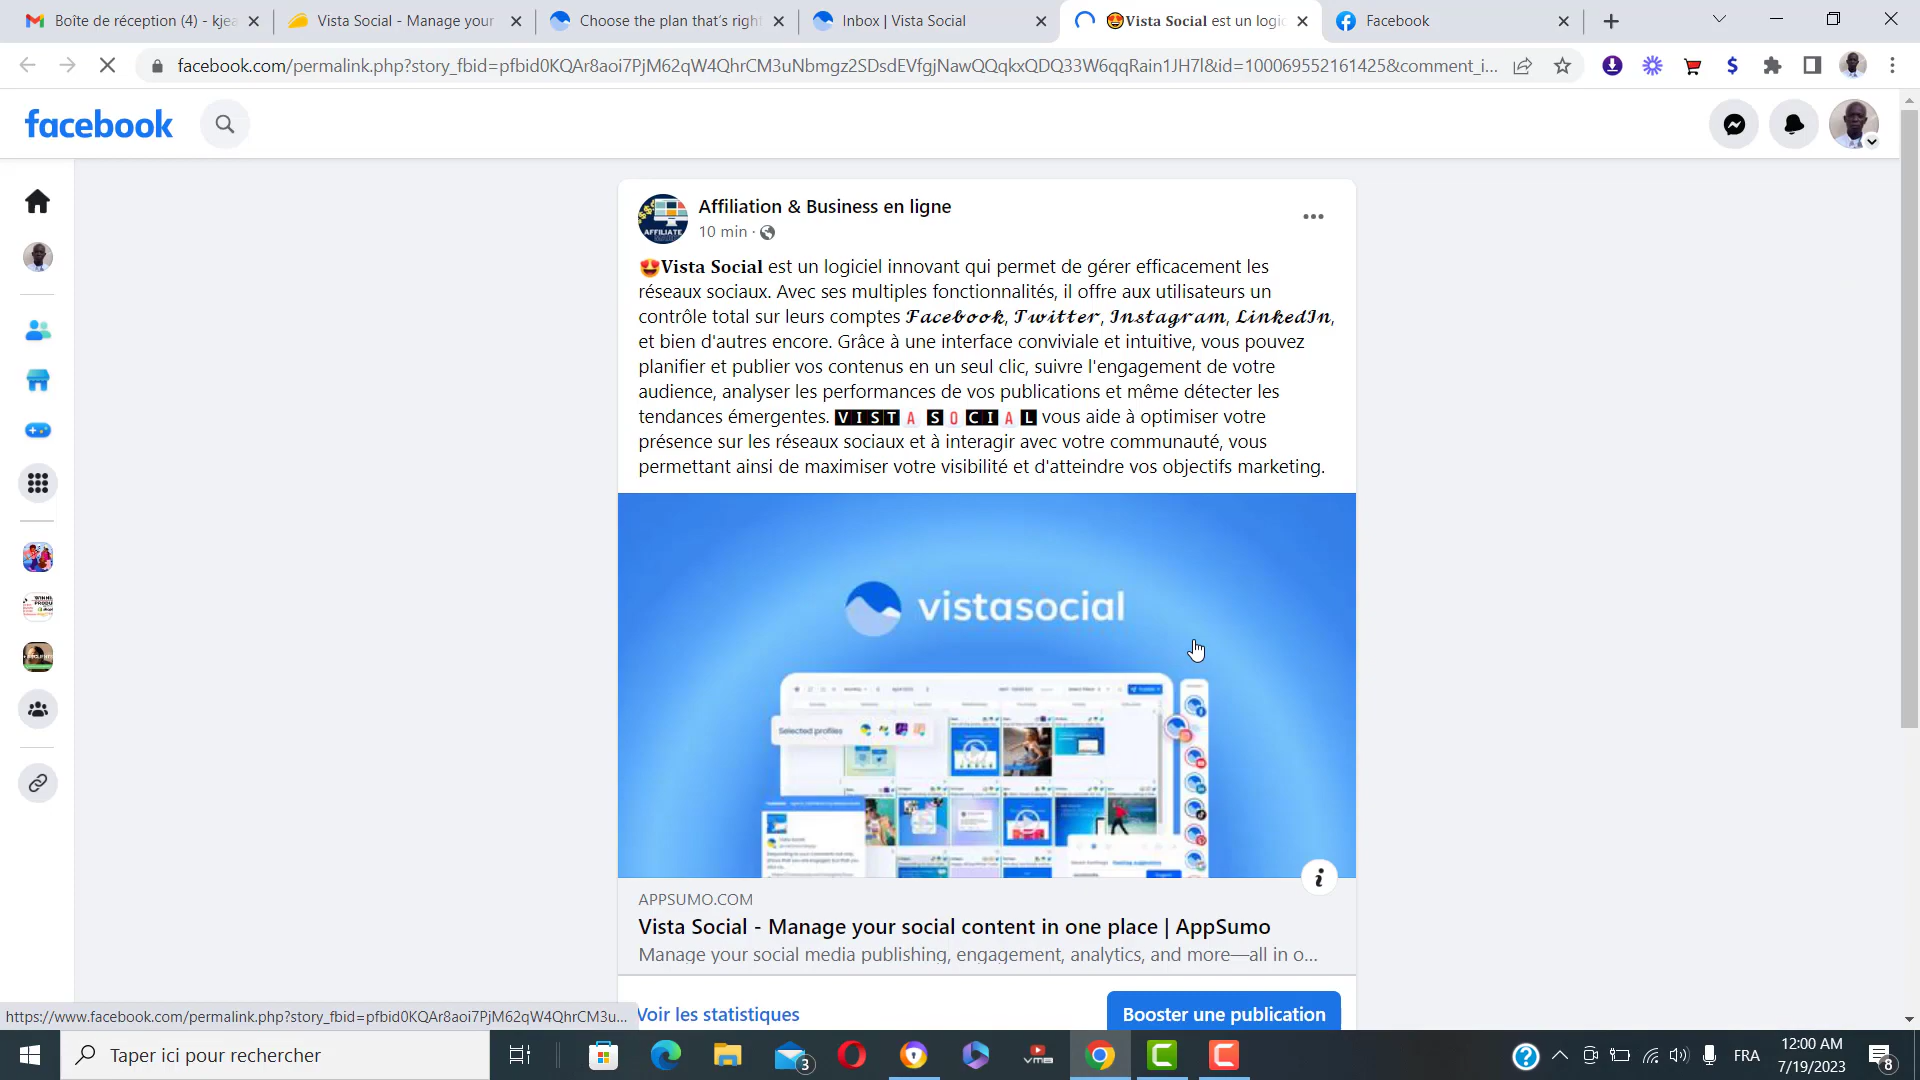 Boîte de réception (4) - kjea
Vista Social - Manage your
Choose the plan that's right
Inbox | Vista Social
😍Vista Social est un logic
Facebook
facebook.com/permalink.php?story_fbid=pfbid0KQAr8aoi7PjM62qW4QhrCM3uNbmgz2SDsdEVfgjNawQQqkxQDQ33W6qqRain1JH7l&id=100069552161425&comment_i...
facebook
Affiliation & Business en ligne
AFFILIATE
10 min ·
😍Vista Social est un logiciel innovant qui permet de gérer efficacement les
réseaux sociaux. Avec ses multiples fonctionnalités, il offre aux utilisateurs un
contrôle total sur leurs comptes 𝓕𝓪𝓬𝓮𝓫𝓸𝓸𝓴, 𝓣𝔀𝓲𝓽𝓽𝓮𝓻, 𝓘𝓷𝓼𝓽𝓪𝓰𝓻𝓪𝓶, 𝓛𝓲𝓷𝓴𝓮𝓭𝓘𝓷,
et bien d'autres encore. Grâce à une interface conviviale et intuitive, vous pouvez
planifier et publier vos contenus en un seul clic, suivre l'engagement de votre
audience, analyser les performances de vos publications et même détecter les
tendances émergentes. 🆅🅸🆂🆃🅰 🆂🅾🅲🅸🅰🅻 vous aide à optimiser votre
présence sur les réseaux sociaux et à interagir avec votre communauté, vous
permettant ainsi de maximiser votre visibilité et d'atteindre vos objectifs marketing.
vistasocial
Selected profiles
APPSUMO.COM
Vista Social - Manage your social content in one place | AppSumo
Manage your social media publishing, engagement, analytics, and more—all in o...
https://www.facebook.com/permalink.php?story_fbid=pfbid0KQAr8aoi7PjM62qW4QhrCM3u...
Voir les statistiques
Booster une publication
Taper ici pour rechercher
3
FRA
12:00 AM
7/19/2023
8